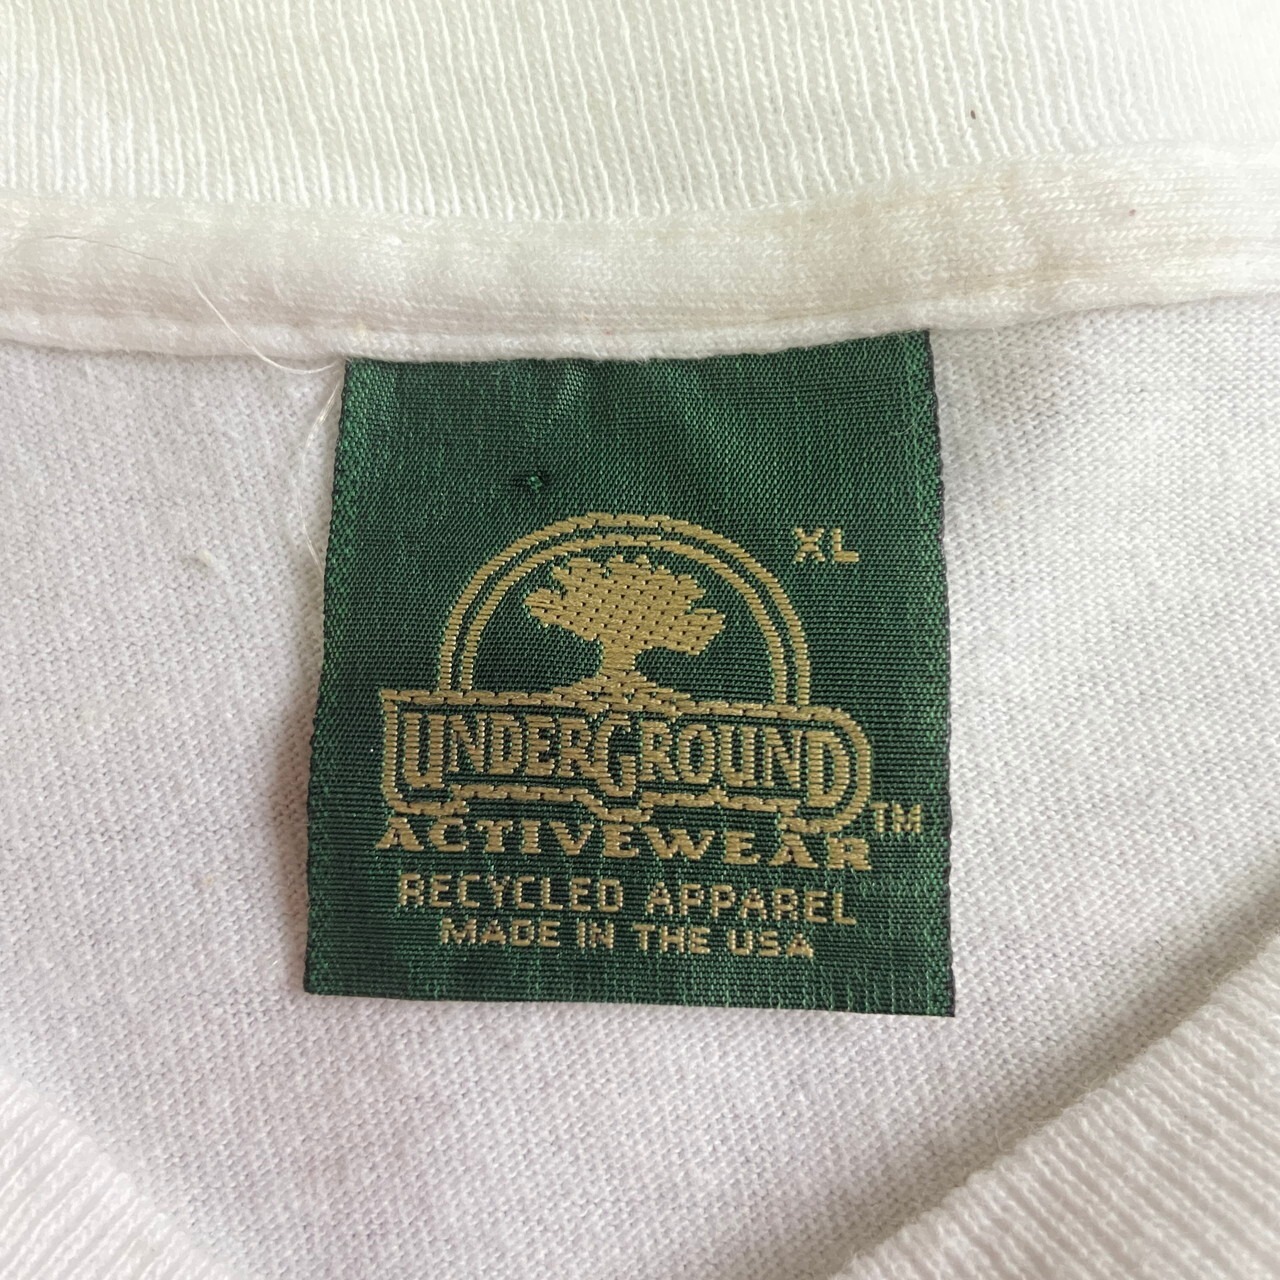 XL
UNDERGROUND
TM
ACTIVEWEAR
RECYCLED APPAREL
MADE IN THE USA